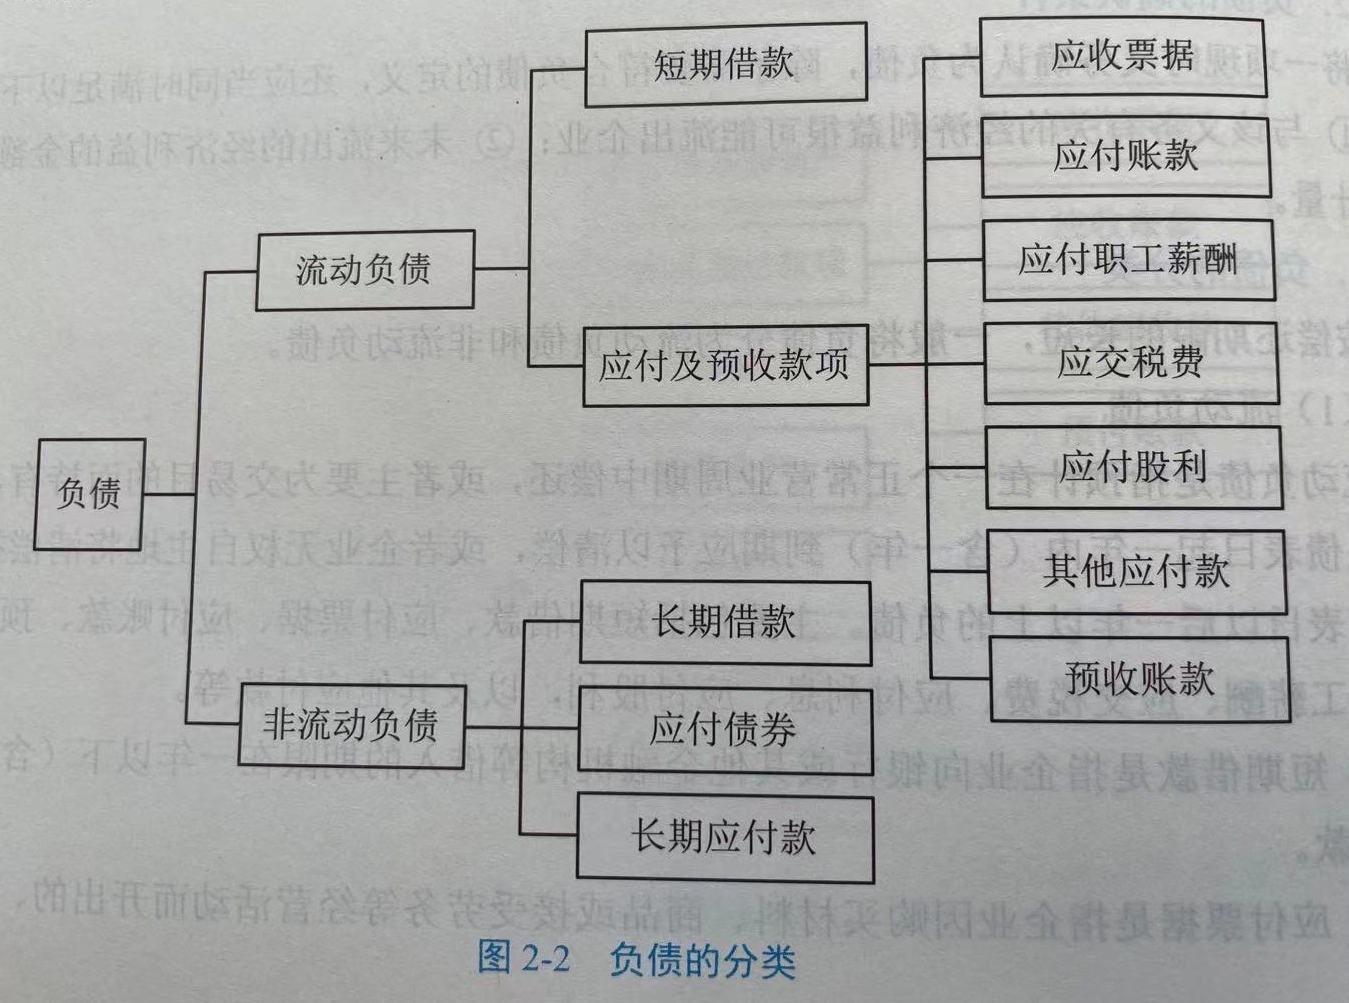 短期借款
应收票据
应付账款
流动负债
应付职工薪酬
应付及预收款项
应交税费
负债
应付股利
其他应付款
长期借款
预收账款
非流动负债
应付债券
长期应付款
图 2-2 负债的分类